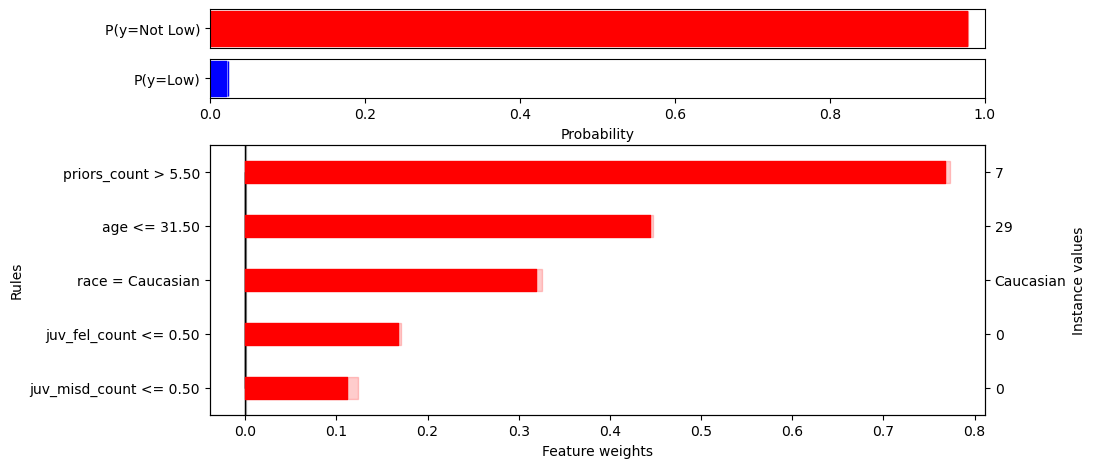 P(y=Not Low)
P(y=Low)
0.0 0.2 0.4 0.6 0.8 1.0
Probability
Rules
priors_count > 5.50 7
age <= 31.50 29
race = Caucasian Caucasian
juv_fel_count <= 0.50 0
juv_misd_count <= 0.50 0
Instance values
0.0 0.1 0.2 0.3 0.4 0.5 0.6 0.7 0.8
Feature weights